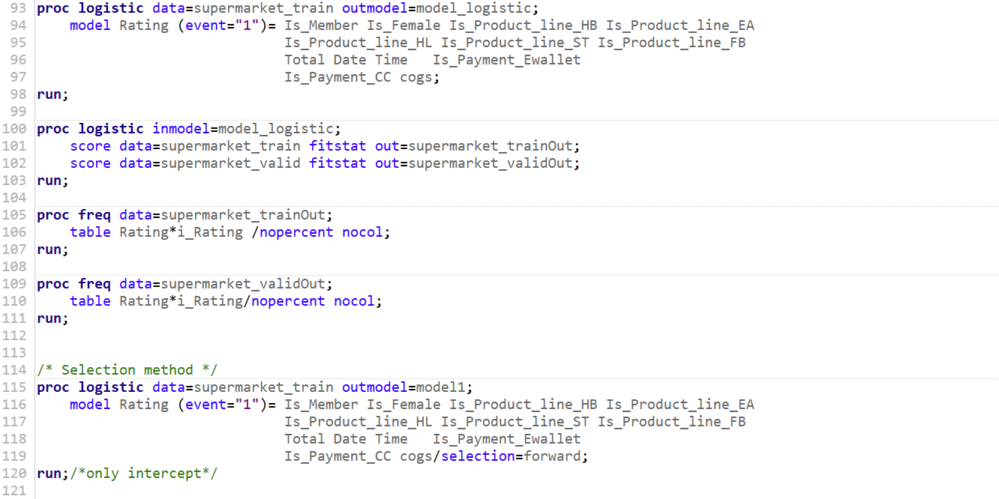 93 proc logistic data=supermarket_train outmodel=model_logistic;
94     model Rating (event="1")= Is_Member Is_Female Is_Product_line_HB Is_Product_line_EA
95                               Is_Product_line_HL Is_Product_line_ST Is_Product_line_FB
96                               Total Date Time   Is_Payment_Ewallet
97                               Is_Payment_CC cogs;
98 run;
99
100 proc logistic inmodel=model_logistic;
101     score data=supermarket_train fitstat out=supermarket_trainOut;
102     score data=supermarket_valid fitstat out=supermarket_validOut;
103 run;
104
105 proc freq data=supermarket_trainOut;
106     table Rating*i_Rating /nopercent nocol;
107 run;
108
109 proc freq data=supermarket_validOut;
110     table Rating*i_Rating/nopercent nocol;
111 run;
112
113
114 /* Selection method */
115 proc logistic data=supermarket_train outmodel=model1;
116     model Rating (event="1")= Is_Member Is_Female Is_Product_line_HB Is_Product_line_EA
117                               Is_Product_line_HL Is_Product_line_ST Is_Product_line_FB
118                               Total Date Time   Is_Payment_Ewallet
119                               Is_Payment_CC cogs/selection=forward;
120 run;/*only intercept*/
121